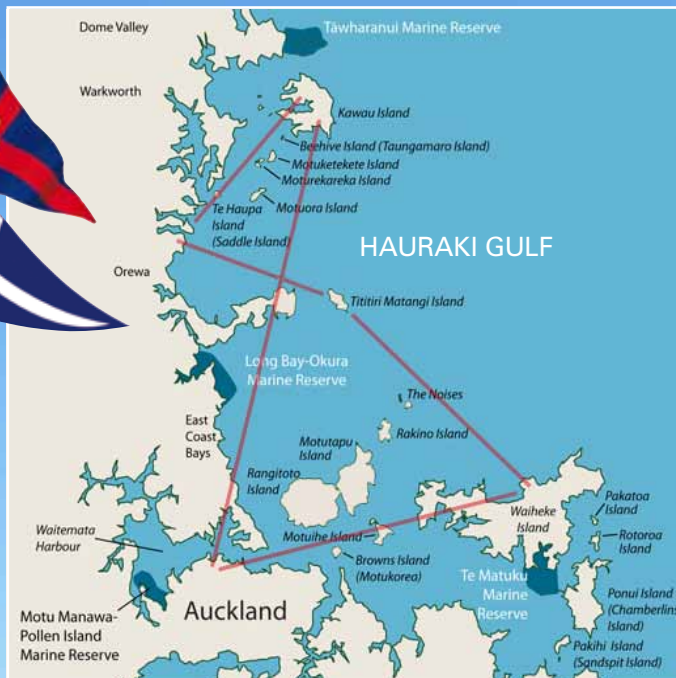 Dome Valley
Tāwharanui Marine Reserve
Warkworth
Kawau Island
Beehive Island (Taungamaro Island)
Motuketekete Island
Moturekareka Island
Te Haupa
Island
(Saddle Island)
Motuora Island
HAURAKI GULF
Orewa
Tititiri Matangi Island
Long Bay-Okura
Marine Reserve
The Noises
East
Coast
Bays
Rakino Island
Motutapu
Island
Rangitoto
Island
Waiheke
Island
Pakatoa
Island
Rotoroa
Island
Waitemata
Harbour
Motuihe Island
Browns Island
(Motukorea)
Te Matuku
Marine
Reserve
Ponui Island
(Chamberlins
Island)
Auckland
Motu Manawa-
Pollen Island
Marine Reserve
Pakihi Island
(Sandspit Island)